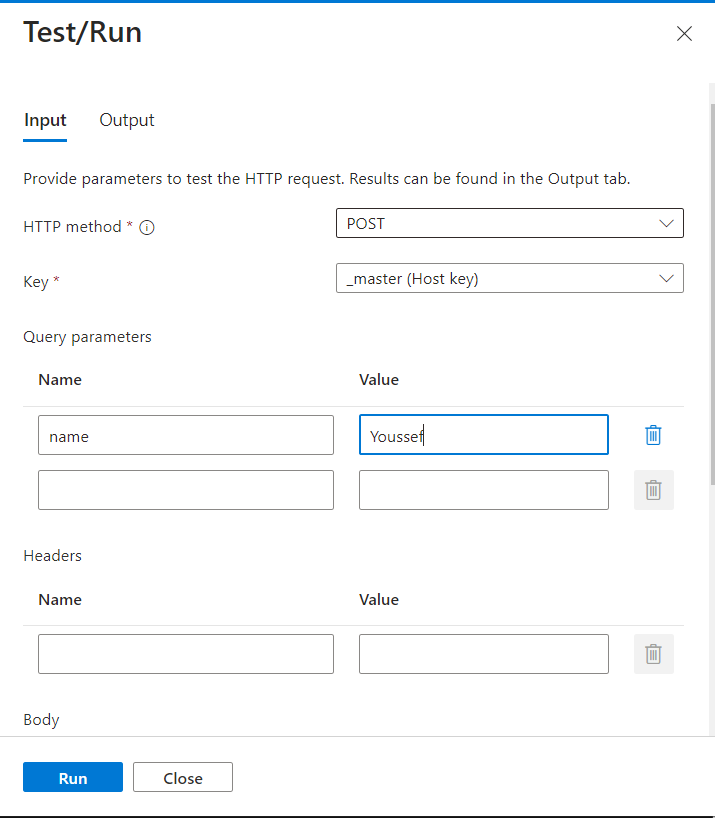 Test/Run
Input Output
Provide parameters to test the HTTP request. Results can be found in the Output tab.
HTTP method * POST
Key * _master (Host key)
Query parameters
Name Value
name Youssef
Headers
Name Value
Body
Run Close